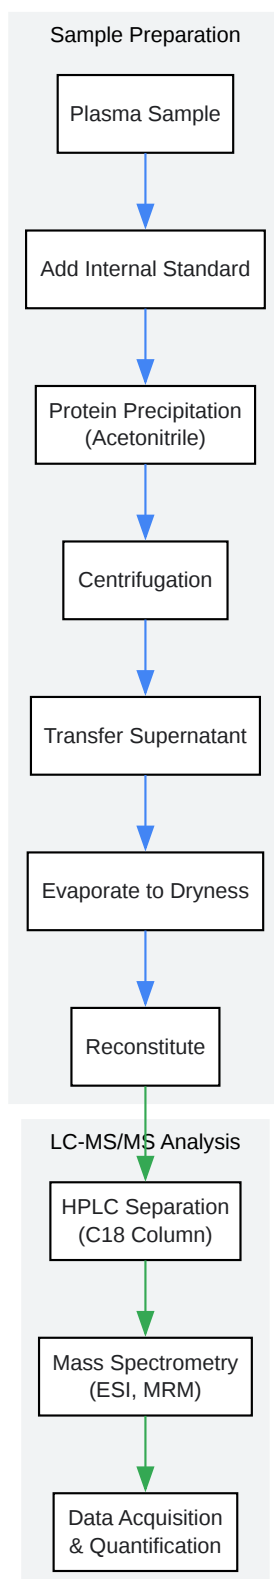 Sample Preparation
Plasma Sample
Add Internal Standard
Protein Precipitation
(Acetonitrile)
Centrifugation
Transfer Supernatant
Evaporate to Dryness
Reconstitute
LC-MS/MS Analysis
HPLC Separation
(C18 Column)
Mass Spectrometry
(ESI, MRM)
Data Acquisition
& Quantification